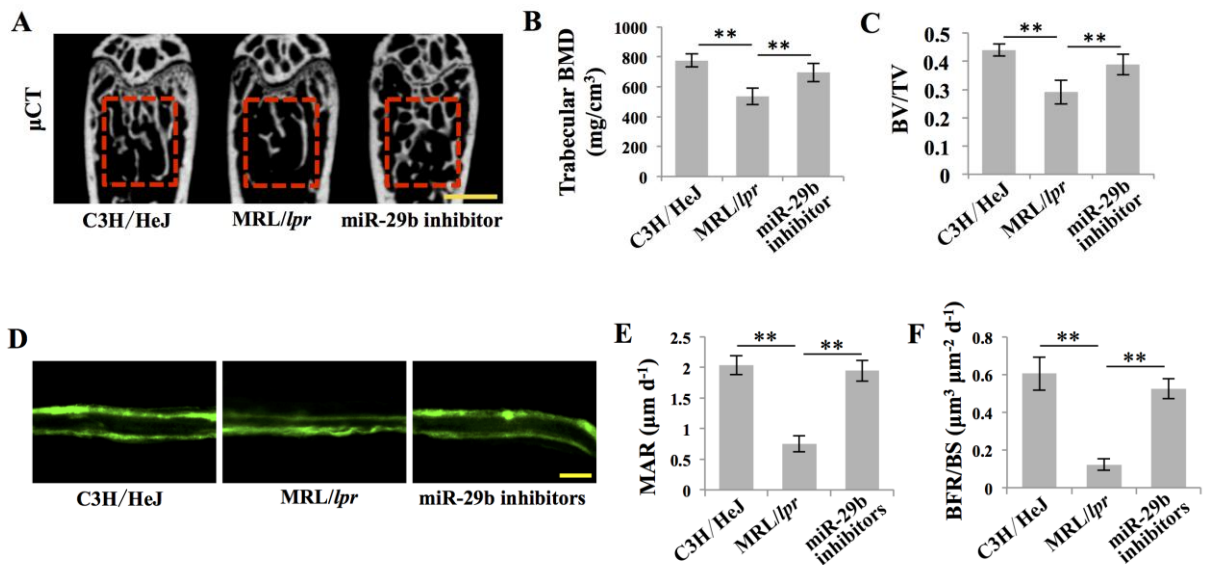 A
μCT
C3H/HeJ
MRL/lpr
miR-29b inhibitor
B
Trabecular BMD
(mg/cm³)
1000
800
600
400
200
0
**
**
C3H/HeJ
MRL/lpr
miR-29b
inhibitor
C
BV/TV
0.5
0.4
0.3
0.2
0.1
0
**
**
C3H/HeJ
MRL/lpr
miR-29b
inhibitor
D
C3H/HeJ
MRL/lpr
miR-29b inhibitors
E
MAR (μm d⁻¹)
2.5
2
1.5
1
0.5
0
**
**
C3H/HeJ
MRL/lpr
miR-29b
inhibitors
F
BFR/BS (μm³ μm⁻² d⁻¹)
0.8
0.6
0.4
0.2
0
**
**
C3H/HeJ
MRL/lpr
miR-29b
inhibitors